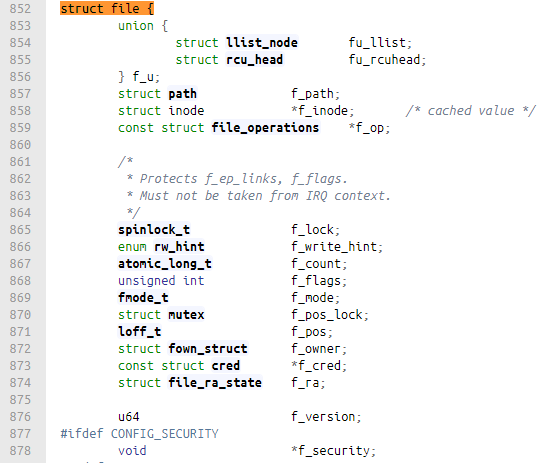 852 struct file {
853 union {
854 struct llist_node fu_llist;
855 struct rcu_head fu_rcuhead;
856 } f_u;
857 struct path f_path;
858 struct inode *f_inode; /* cached value */
859 const struct file_operations *f_op;
860
861 /*
862 * Protects f_ep_links, f_flags.
863 * Must not be taken from IRQ context.
864 */
865 spinlock_t f_lock;
866 enum rw_hint f_write_hint;
867 atomic_long_t f_count;
868 unsigned int f_flags;
869 fmode_t f_mode;
870 struct mutex f_pos_lock;
871 loff_t f_pos;
872 struct fown_struct f_owner;
873 const struct cred *f_cred;
874 struct file_ra_state f_ra;
875
876 u64 f_version;
877 #ifdef CONFIG_SECURITY
878 void *f_security;